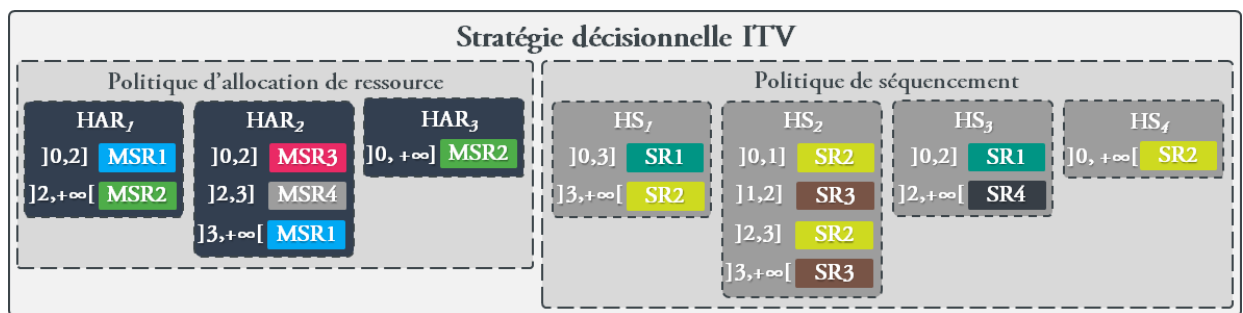 Stratégie décisionnelle ITV
Politique d'allocation de ressource
HAR1
]0,2] MSR1
]2,+∞[ MSR2
HAR2
]0,2] MSR3
]2,3] MSR4
]3,+∞[ MSR1
HAR3
]0, +∞] MSR2
Politique de séquencement
HS1
]0,3] SR1
]3,+∞[ SR2
HS2
]0,1] SR2
]1,2] SR3
]2,3] SR2
]3,+∞[ SR3
HS3
]0,2] SR1
]2,+∞[ SR4
HS4
]0, +∞[ SR2